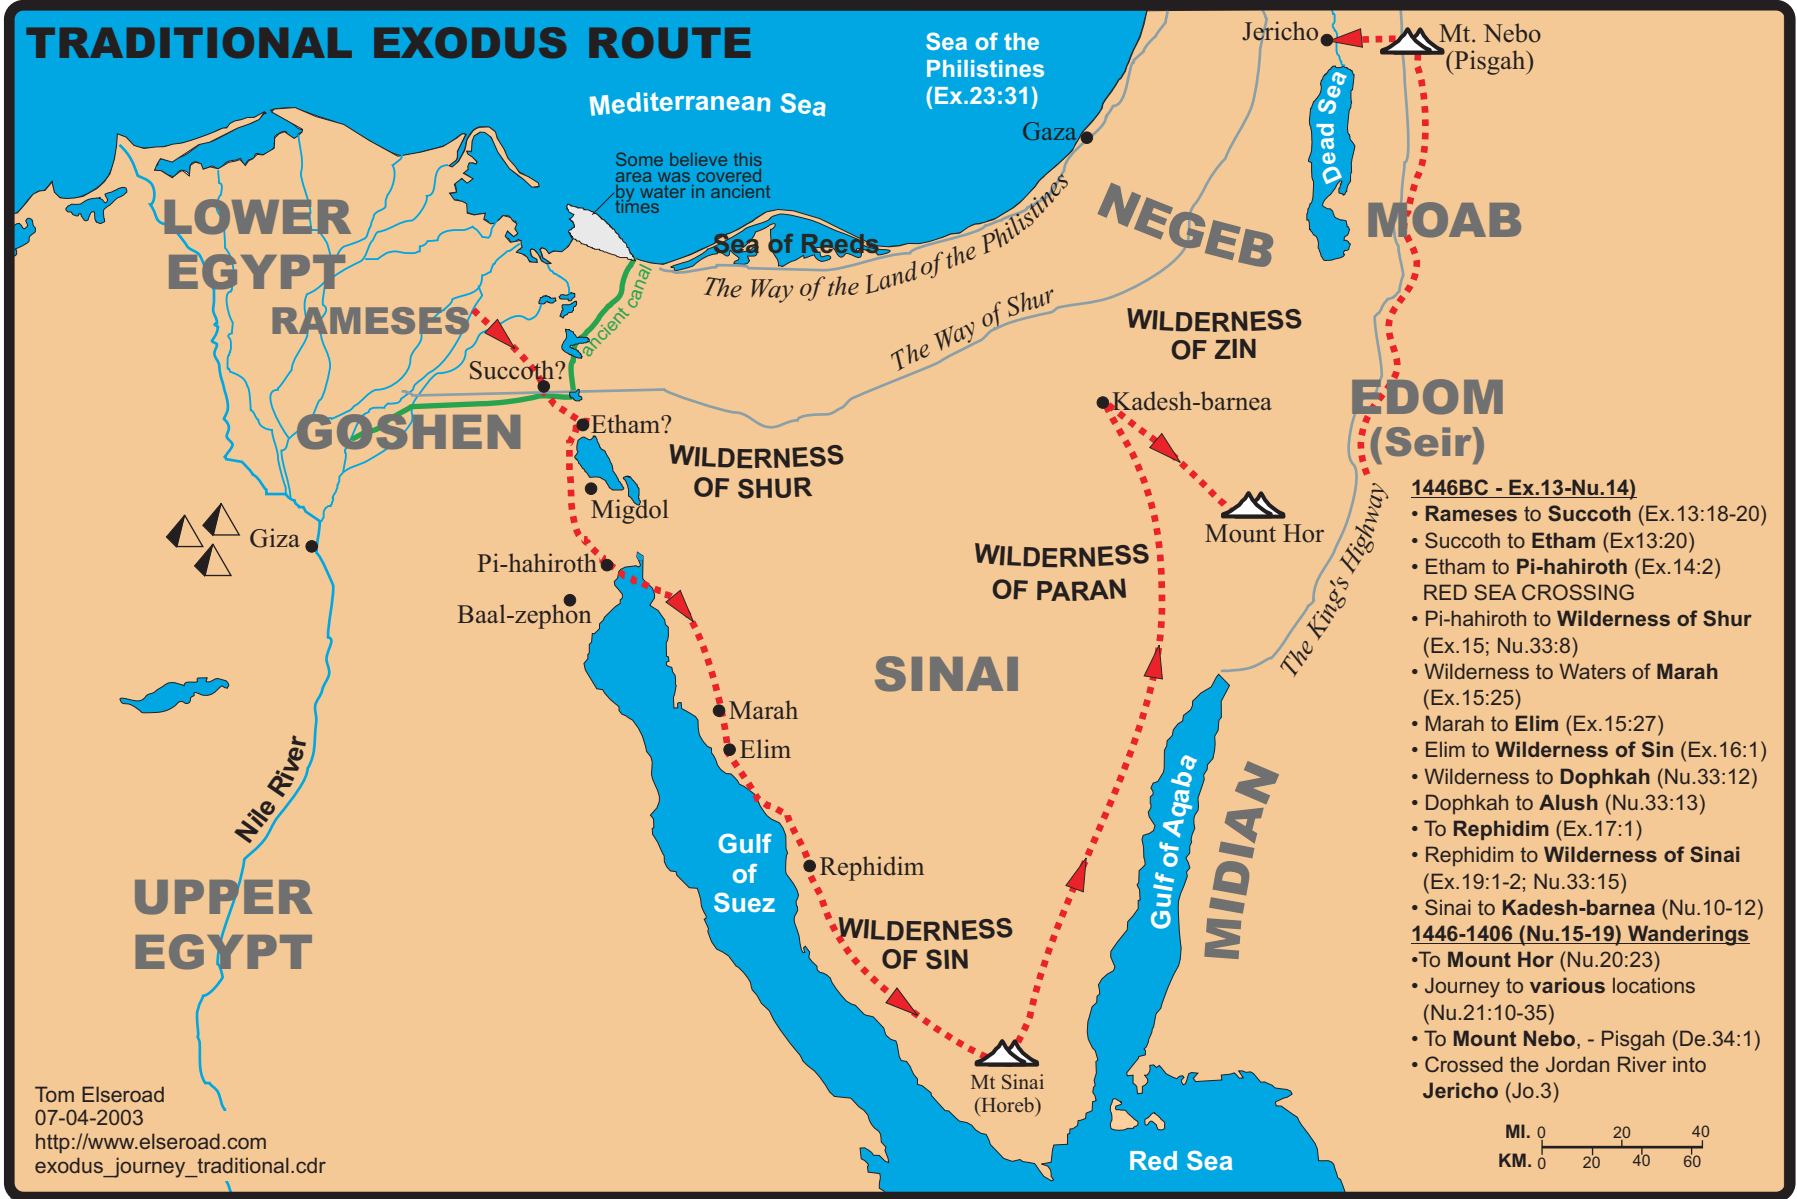 TRADITIONAL EXODUS ROUTE
Sea of the
Philistines
(Ex.23:31)
Mediterranean Sea
Jericho
Mt. Nebo
(Pisgah)
Dead Sea
Gaza
Some believe this
area was covered
by water in ancient
times
LOWER
EGYPT
RAMESES
Sea of Reeds
The Way of the Land of the Philistines
NEGEB
MOAB
ancient canal
The Way of Shur
WILDERNESS
OF ZIN
Succoth?
GOSHEN
Etham?
WILDERNESS
OF SHUR
Kadesh-barnea
EDOM
(Seir)
Migdol
Giza
Mount Hor
Pi-hahiroth
Baal-zephon
WILDERNESS
OF PARAN
The King's Highway
SINAI
Marah
Elim
Nile River
Gulf
of
Suez
Gulf of Aqaba
MIDIAN
Rephidim
UPPER
EGYPT
WILDERNESS
OF SIN
Mt Sinai
(Horeb)
Red Sea
1446BC - Ex.13-Nu.14)
• Rameses to Succoth (Ex.13:18-20)
• Succoth to Etham (Ex13:20)
• Etham to Pi-hahiroth (Ex.14:2)
RED SEA CROSSING
• Pi-hahiroth to Wilderness of Shur
(Ex.15; Nu.33:8)
• Wilderness to Waters of Marah
(Ex.15:25)
• Marah to Elim (Ex.15:27)
• Elim to Wilderness of Sin (Ex.16:1)
• Wilderness to Dophkah (Nu.33:12)
• Dophkah to Alush (Nu.33:13)
• To Rephidim (Ex.17:1)
• Rephidim to Wilderness of Sinai
(Ex.19:1-2; Nu.33:15)
• Sinai to Kadesh-barnea (Nu.10-12)
1446-1406 (Nu.15-19) Wanderings
•To Mount Hor (Nu.20:23)
• Journey to various locations
(Nu.21:10-35)
• To Mount Nebo, - Pisgah (De.34:1)
• Crossed the Jordan River into
Jericho (Jo.3)
MI. 0 20 40
KM. 0 20 40 60
Tom Elseroad
07-04-2003
http://www.elseroad.com
exodus_journey_traditional.cdr